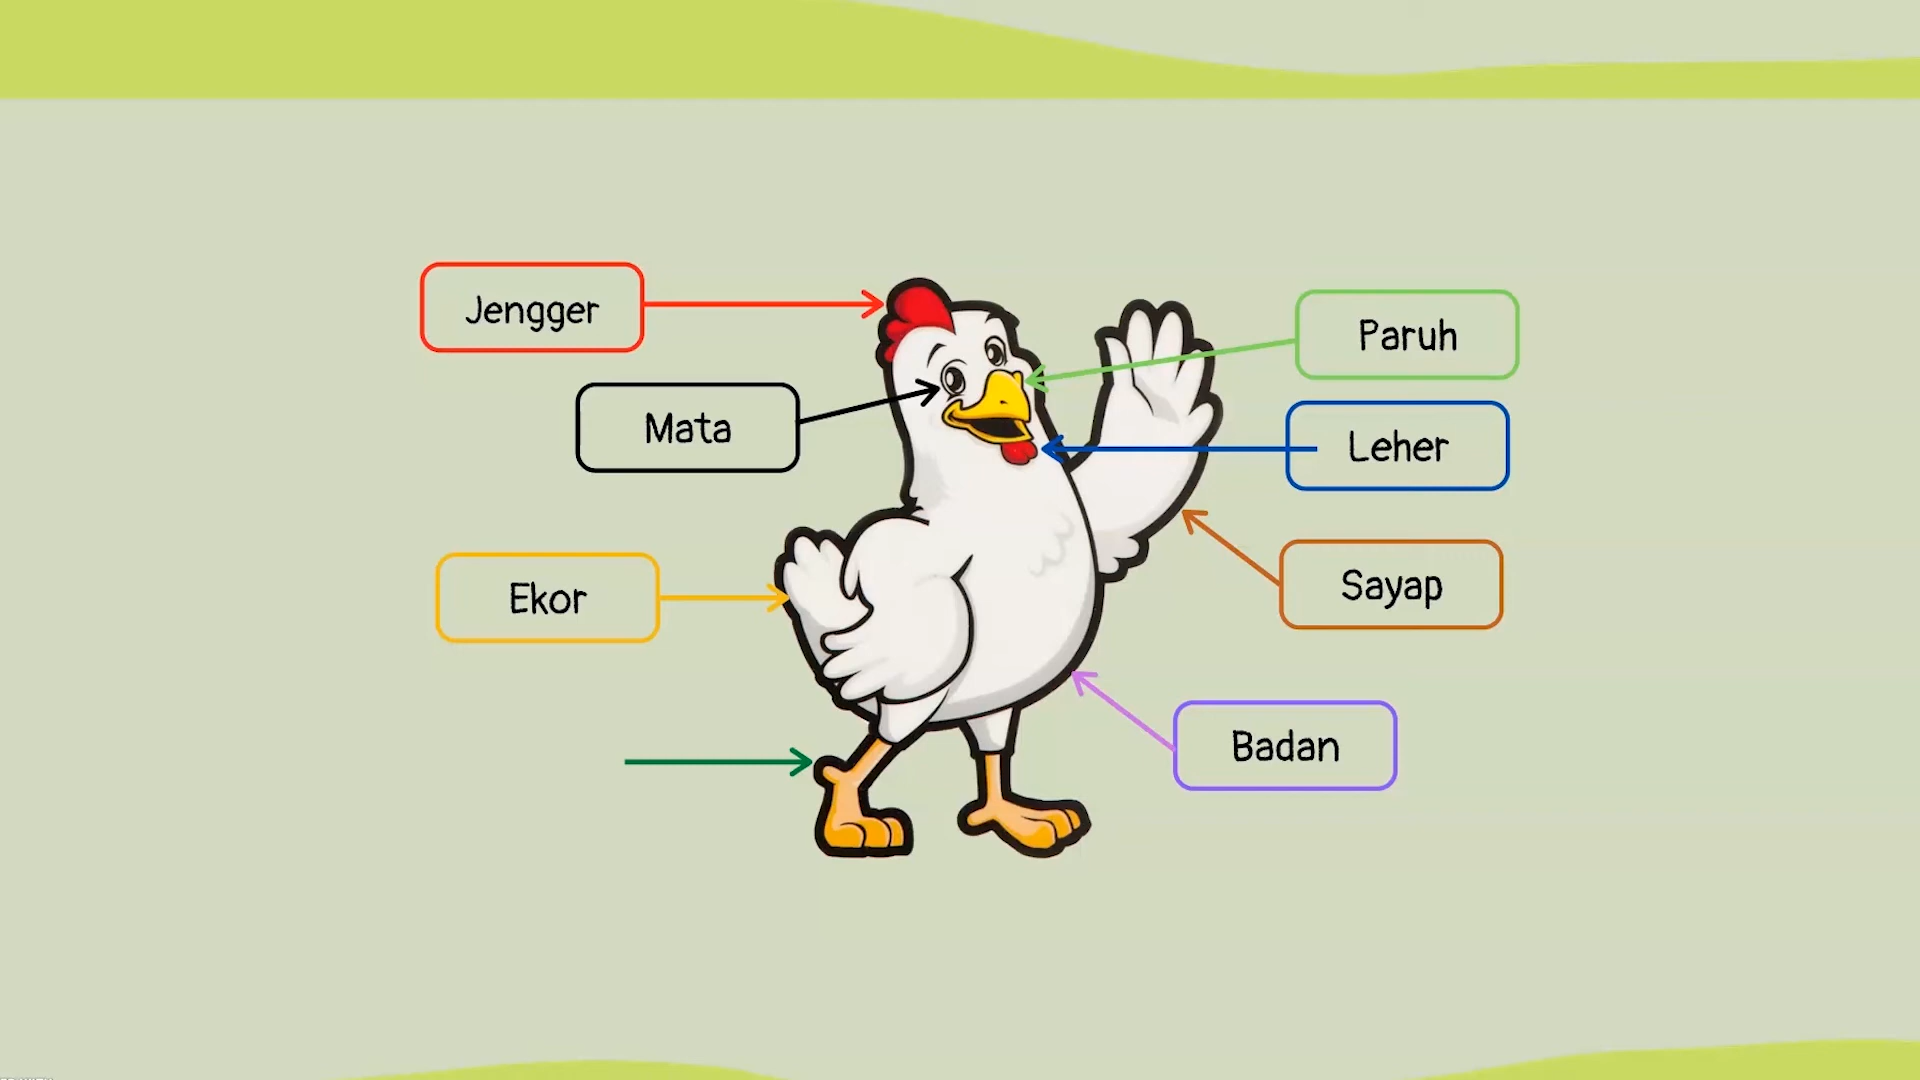 Jengger
Paruh
Mata
Leher
Ekor
Sayap
Badan